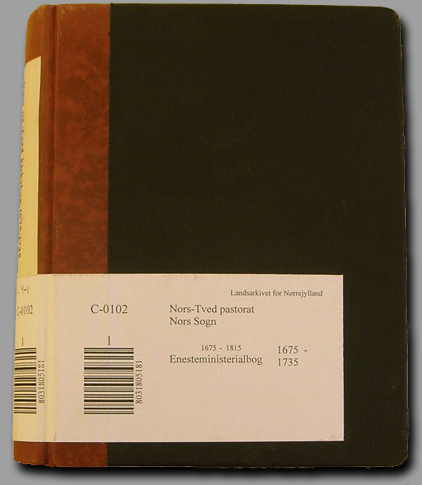 Landsarkivet for Nørrejylland
C-0102
Nors-Tved pastorat
Nors Sogn
1
1675 - 1815
Enesteministerialbog
1675 -
1735
8031805181
C-0102
1
8031805181